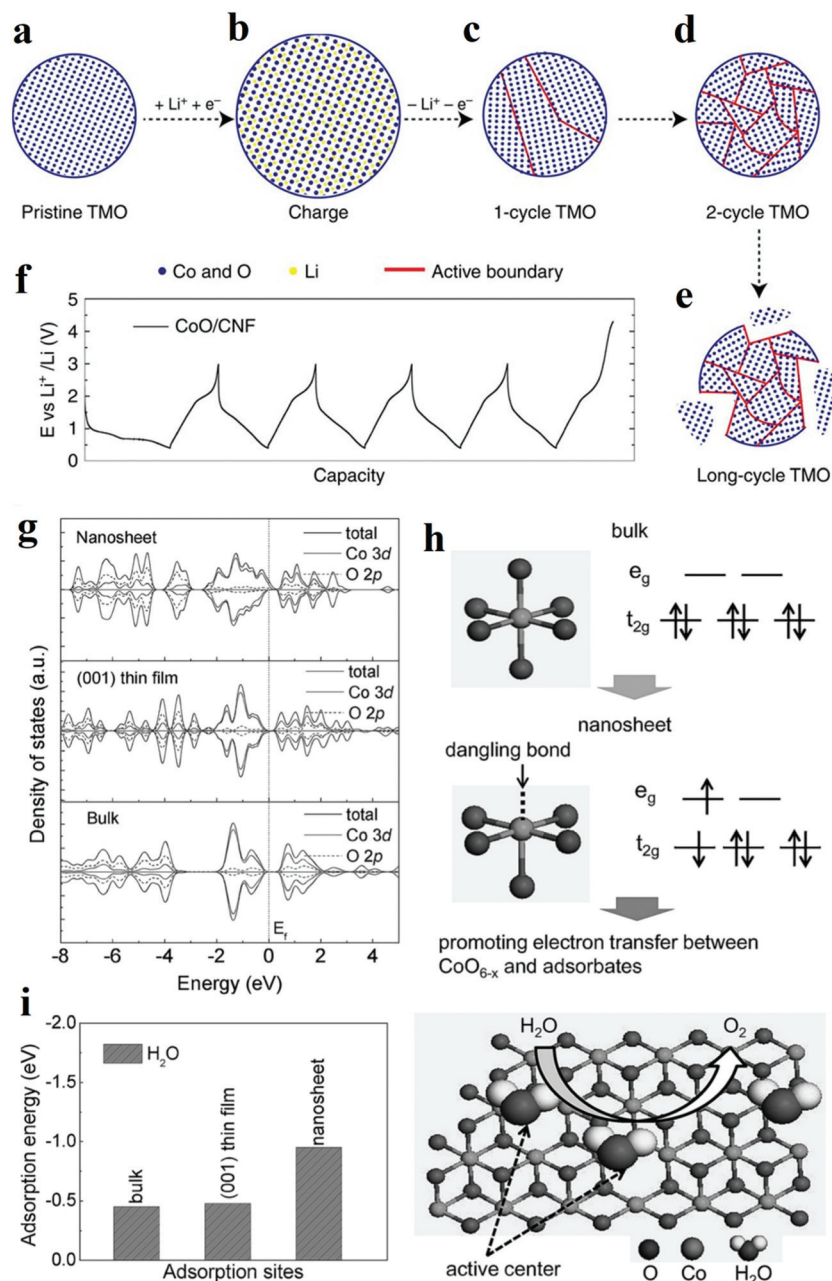 a
b
c
d
+ Li⁺ + e⁻
− Li⁺ − e⁻
Pristine TMO
Charge
1-cycle TMO
2-cycle TMO
Co and O
Li
Active boundary
e
Long-cycle TMO
f
CoO/CNF
E vs Li⁺ /Li (V)
5
4
3
2
1
0
Capacity
g
Nanosheet
total
Co 3d
O 2p
(001) thin film
total
Co 3d
O 2p
Bulk
total
Co 3d
O 2p
Density of states (a.u.)
E_f
-8 -6 -4 -2 0 2 4
Energy (eV)
h
bulk
e_g
t_2g
nanosheet
dangling bond
e_g
t_2g
promoting electron transfer between
CoO_6-x and adsorbates
i
-2.0
-1.5
-1.0
-0.5
0.0
Adsorption energy (eV)
H₂O
bulk
(001) thin film
nanosheet
Adsorption sites
H₂O
O₂
active center
O Co H₂O